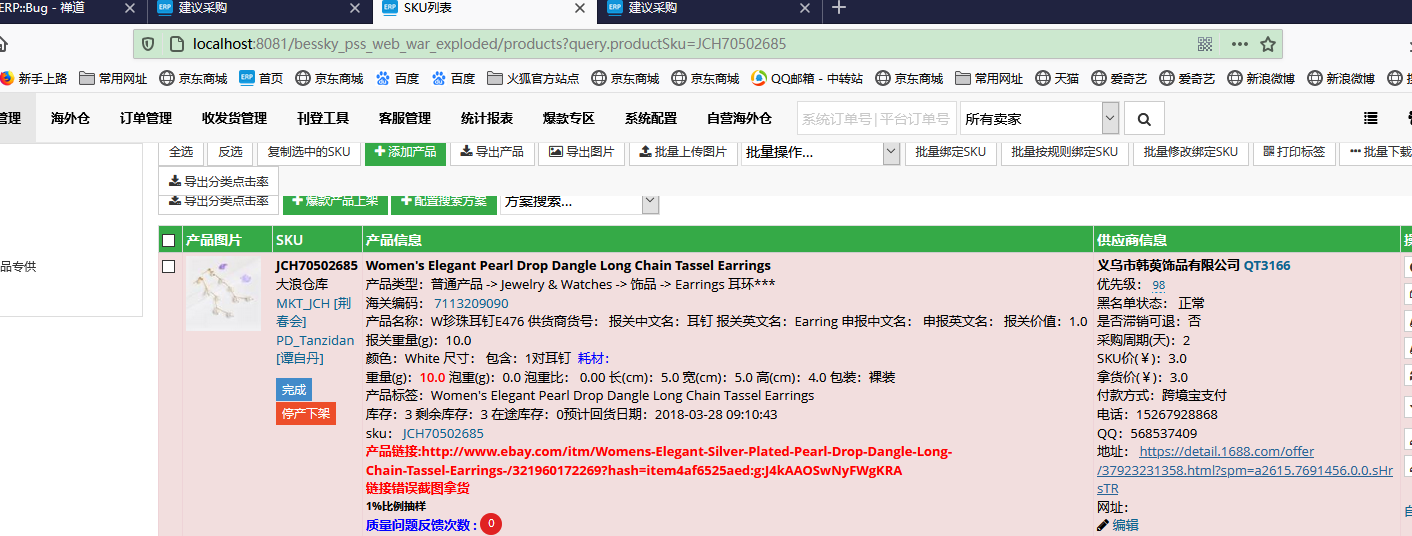 ERP::Bug - 禅道
ERP 建议采购
ERP SKU列表
ERP 建议采购
localhost:8081/bessky_pss_web_war_exploded/products?query.productSku=JCH70502685
新手上路 常用网址 京东商城 ERP 首页 京东商城 百度 百度 火狐官方站点 京东商城 京东商城 QQ邮箱 - 中转站 京东商城 常用网址 天猫 爱奇艺 爱奇艺 新浪微博 新浪微博
管理 海外仓 订单管理 收发货管理 刊登工具 客服管理 统计报表 爆款专区 系统配置 自营海外仓 系统订单号|平台订单号 所有卖家
全选 反选 复制选中的SKU 添加产品 导出产品 导出图片 批量上传图片 批量操作... 批量绑定SKU 批量按规则绑定SKU 批量修改绑定SKU 打印标签 批量下载
导出分类点击率
导出分类点击率 爆款产品上架 配置搜索方案 方案搜索...
品专供
产品图片 SKU 产品信息 供应商信息
JCH70502685
大浪仓库
MKT_JCH [荆
春会]
PD_Tanzidan
[谭自丹]
完成
停产下架
Women's Elegant Pearl Drop Dangle Long Chain Tassel Earrings
产品类型：普通产品 -> Jewelry & Watches -> 饰品 -> Earrings 耳环***
海关编码： 7113209090
产品名称：W珍珠耳钉E476 供货商货号： 报关中文名：耳钉 报关英文名：Earring 申报中文名： 申报英文名： 报关价值：1.0
报关重量(g)：10.0
颜色：White 尺寸： 包含：1对耳钉 耗材：
重量(g)：10.0 泡重(g)：0.0 泡重比： 0.00 长(cm)：5.0 宽(cm)：5.0 高(cm)：4.0 包装：裸装
产品标签：Women's Elegant Pearl Drop Dangle Long Chain Tassel Earrings
库存：3 剩余库存：3 在途库存：0预计回货日期：2018-03-28 09:10:43
sku： JCH70502685
产品链接:http://www.ebay.com/itm/Womens-Elegant-Silver-Plated-Pearl-Drop-Dangle-Long-
Chain-Tassel-Earrings-/321960172269?hash=item4af6525aed:g:J4kAAOSwNyFWgKRA
链接错误截图拿货
1%比例抽样
质量问题反馈次数 : 0
义乌市韩英饰品有限公司 QT3166
优先级： 98
黑名单状态： 正常
是否滞销可退：否
采购周期(天)：2
SKU价(￥)：3.0
拿货价(￥)：3.0
付款方式：跨境宝支付
电话：15267928868
QQ：568537409
地址： https://detail.1688.com/offer
/37923231358.html?spm=a2615.7691456.0.0.sHr
sTR
网址：
编辑